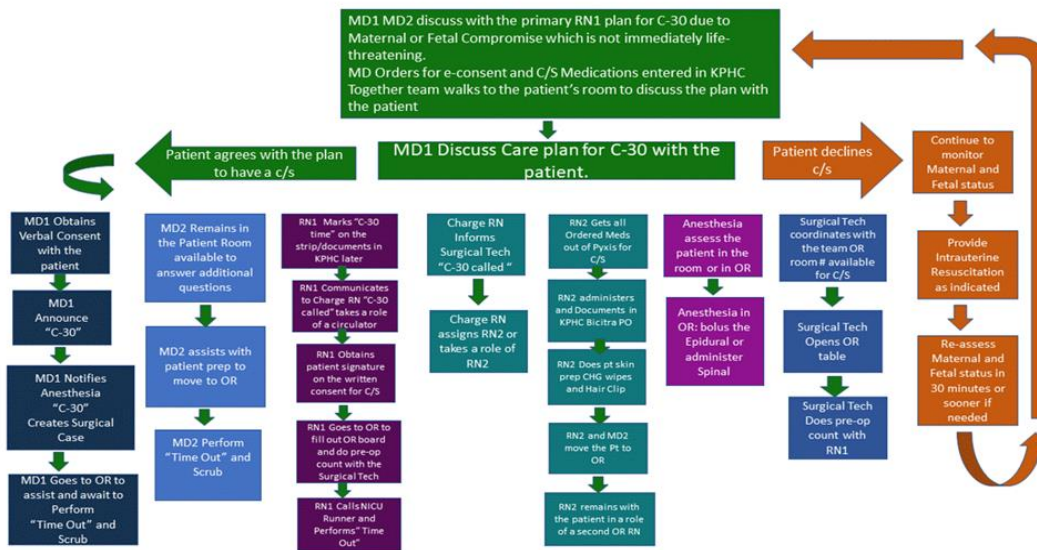 MD1 MD2 discuss with the primary RN1 plan for C-30 due to
Maternal or Fetal Compromise which is not immediately life-
threatening.
MD Orders for e-consent and C/S Medications entered in KPHC
Together team walks to the patient's room to discuss the plan with
the patient
Patient agrees with the plan
to have a c/s
MD1 Discuss Care plan for C-30 with the
patient.
Patient declines
c/s
Continue to
monitor
Maternal and
Fetal status
Provide
Intrauterine
Resuscitation
as indicated
Re-assess
Maternal and
Fetal status in
30 minutes or
sooner if
needed
MD1 Obtains
Verbal Consent
with the
patient
MD1
Announce
"C-30"
MD1 Notifies
Anesthesia
"C-30"
Creates Surgical
Case
MD1 Goes to OR to
assist and await to
Perform
"Time Out" and
Scrub
MD2 Remains in
the Patient Room
available to
answer additional
questions
MD2 assists with
patient prep to
move to OR
MD2 Perform
"Time Out" and
Scrub
RN1 Marks "C-30
time" on the
strip/documents in
KPHC later
RN1 Communicates
to Charge RN "C-30
called" takes a role
of a circulator
RN1 Obtains
patient signature
on the written
consent for C/S
RN1 Goes to OR to
fill out OR board
and do pre-op
count with the
Surgical Tech
RN1 Calls NICU
Runner and
Performs" Time
Out"
Charge RN
Informs
Surgical Tech
"C-30 called "
Charge RN
assigns RN2 or
takes a role of
RN2
RN2 Gets all
Ordered Meds
out of Pyxis for
C/S
RN2 administers
and Documents in
KPHC Bicitra PO
RN2 Does pt skin
prep CHG wipes
and Hair Clip
RN2 and MD2
move the Pt to
OR
RN2 remains with
the patient in a role
of a second OR RN
Anesthesia
assess the
patient in the
room or in OR
Anesthesia in
OR: bolus the
Epidural or
administer
Spinal
Surgical Tech
coordinates with
the team OR
room # available
for C/S
Surgical Tech
Opens OR
table
Surgical Tech
Does pre-op
count with
RN1